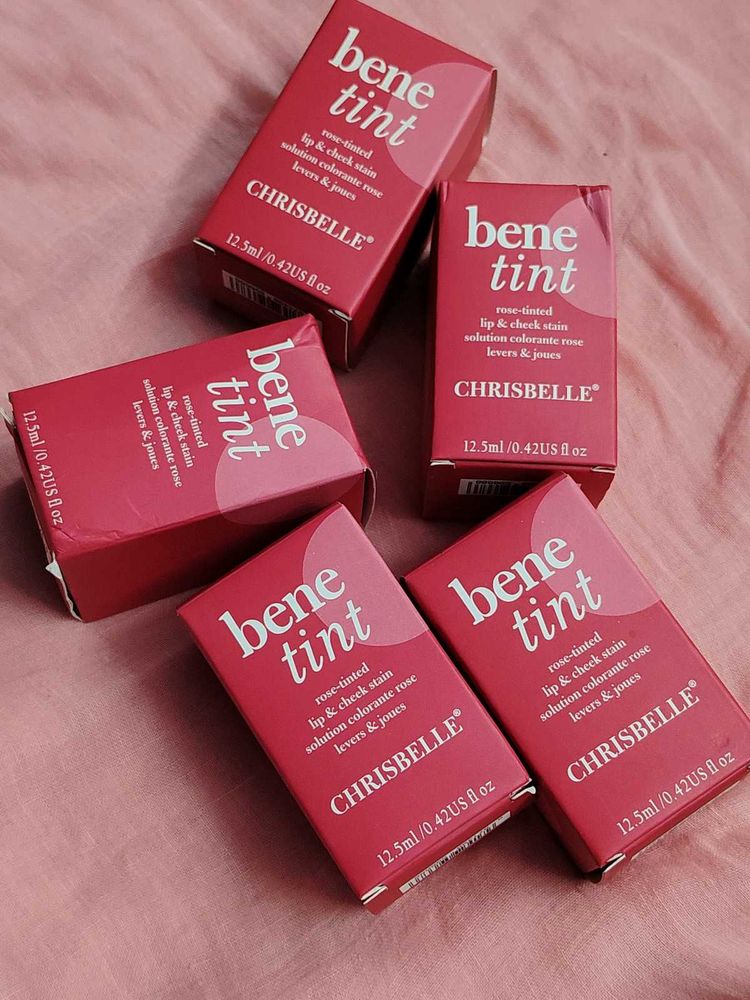 bene
tint
rose-tinted
lip & cheek stain
solution colorante rose
levers & joues
CHRISBELLE®
12.5ml/0.42US fl oz
bene
tint
rose-tinted
lip & cheek stain
solution colorante rose
levers & joues
CHRISBELLE®
12.5ml/0.42US fl oz
bene
tint
rose-tinted
lip & cheek stain
solution colorante rose
levers & joues
12.5ml/0.42US fl oz
bene
tint
rose-tinted
lip & cheek stain
solution colorante rose
levers & joues
CHRISBELLE®
12.5ml/0.42US fl oz
bene
tint
rose-tinted
lip & cheek stain
solution colorante rose
levers & joues
CHRISBELLE®
12.5ml/0.42US fl oz